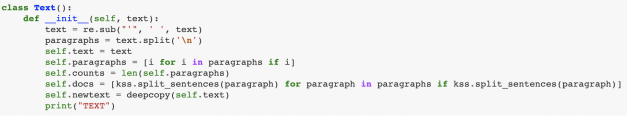 class Text():
    def __init__(self, text):
        text = re.sub("'", ' ', text)
        paragraphs = text.split('\n')
        self.text = text
        self.paragraphs = [i for i in paragraphs if i]
        self.counts = len(self.paragraphs)
        self.docs = [kss.split_sentences(paragraph) for paragraph in paragraphs if kss.split_sentences(paragraph)]
        self.newtext = deepcopy(self.text)
        print("TEXT")